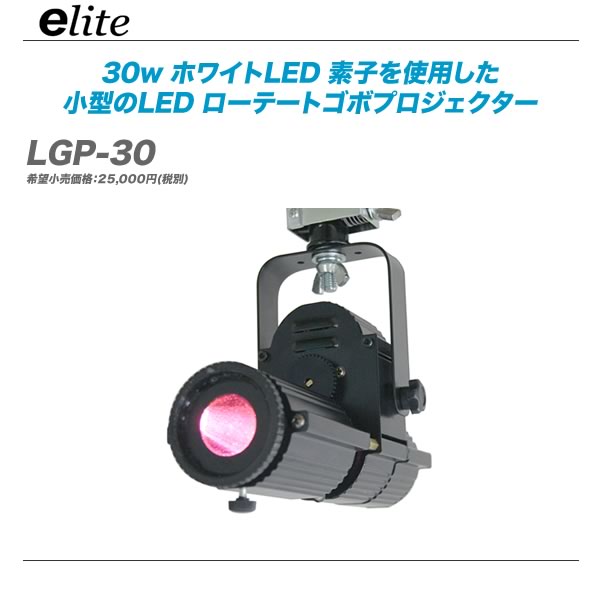 elite
30w ホワイトLED 素子を使用した
小型のLED ローテートゴボプロジェクター
LGP-30
希望小売価格:25,000円(税別)